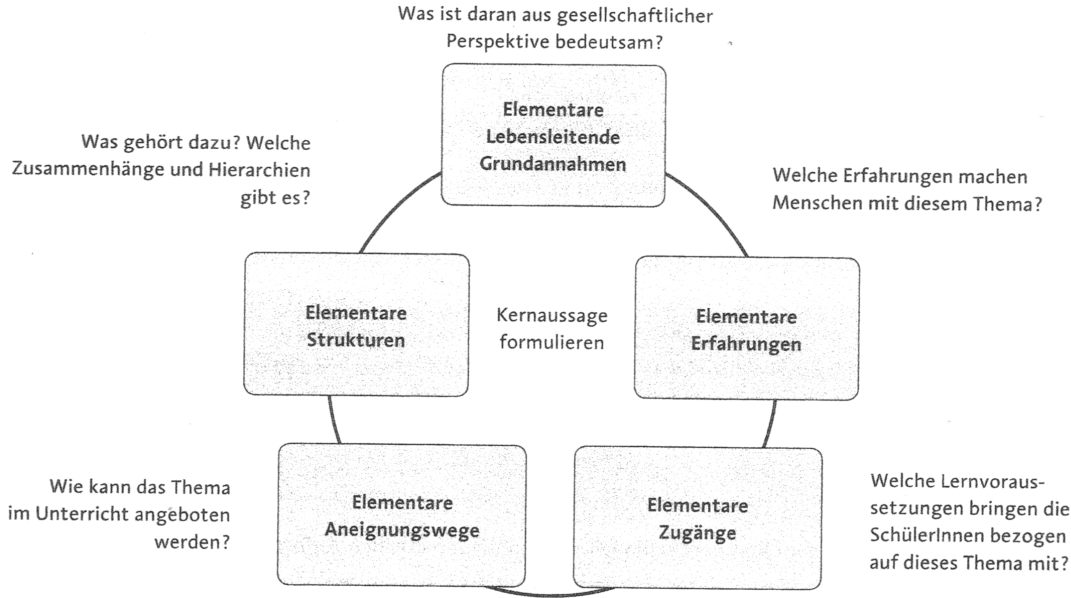 Was ist daran aus gesellschaftlicher
Perspektive bedeutsam?
Elementare
Lebensleitende
Grundannahmen
Was gehört dazu? Welche
Zusammenhänge und Hierarchien
gibt es?
Welche Erfahrungen machen
Menschen mit diesem Thema?
Elementare
Strukturen
Kernaussage
formulieren
Elementare
Erfahrungen
Wie kann das Thema
im Unterricht angeboten
werden?
Elementare
Aneignungswege
Elementare
Zugänge
Welche Lernvoraus-
setzungen bringen die
SchülerInnen bezogen
auf dieses Thema mit?